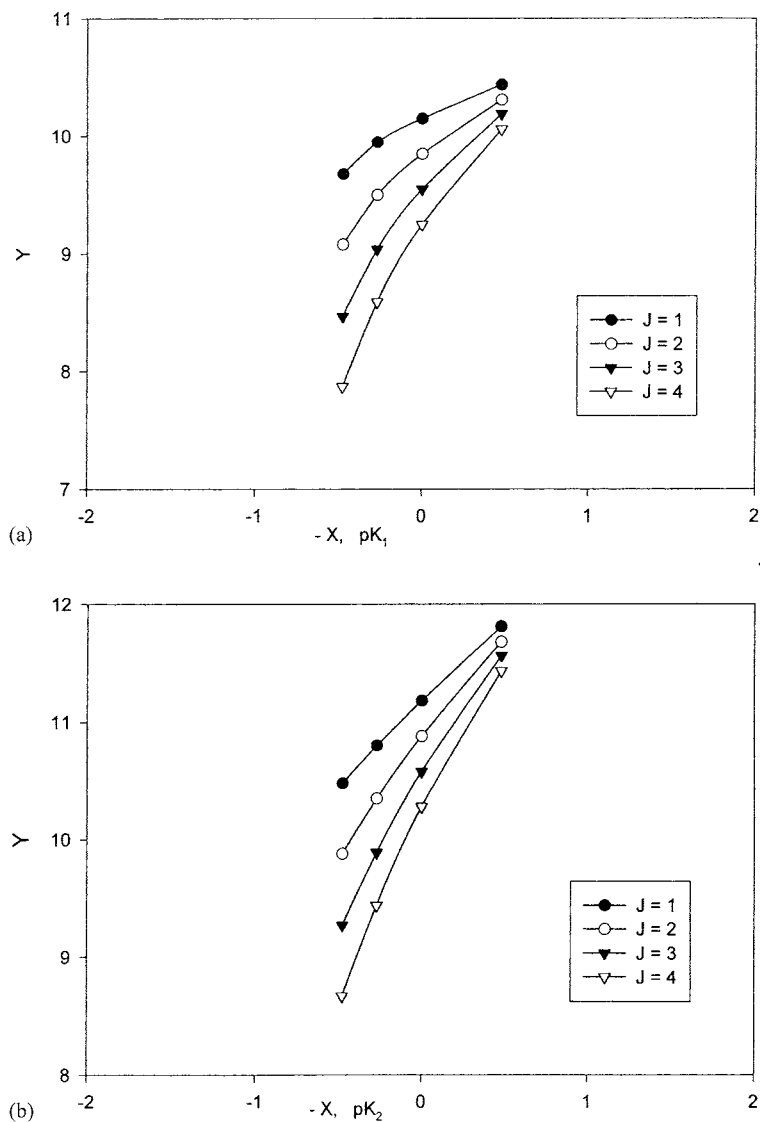 11
10
9
8
7
Y
J = 1
J = 2
J = 3
J = 4
-2
-1
0
1
2
(a)
- X, pK₁
12
11
10
9
8
Y
J = 1
J = 2
J = 3
J = 4
-2
-1
0
1
2
(b)
- X, pK₂